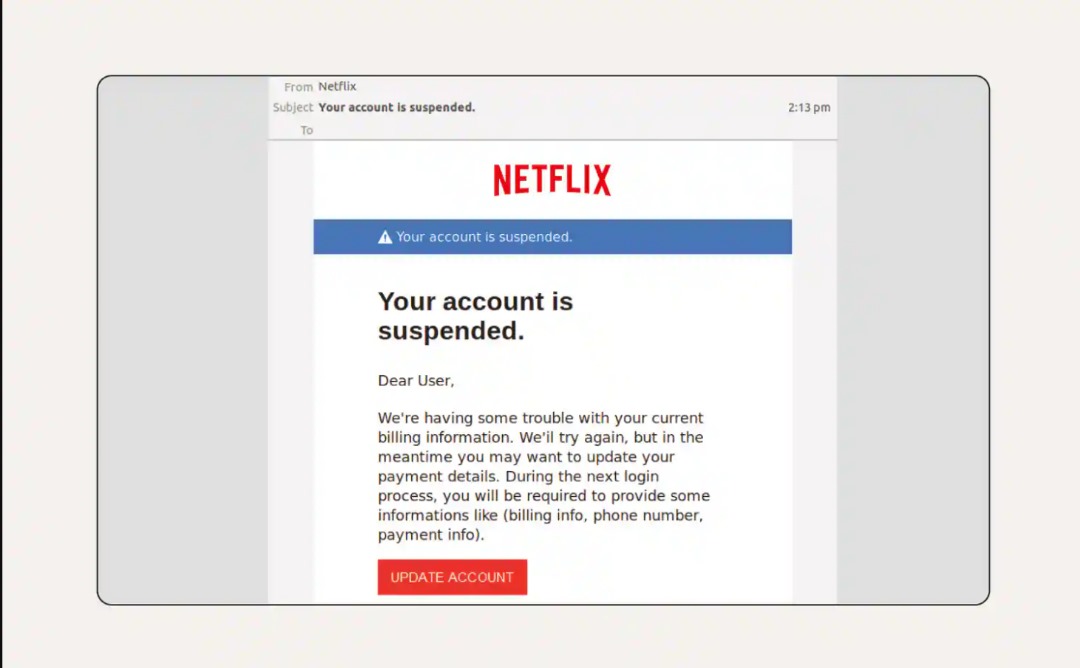 From Netflix
Subject Your account is suspended. 2:13 pm
To
NETFLIX
Your account is suspended.
Your account is
suspended.
Dear User,
We're having some trouble with your current
billing information. We'il try again, but in the
meantime you may want to update your
payment details. During the next login
process, you will be required to provide some
informations like (billing info, phone number,
payment info).
UPDATE ACCOUNT